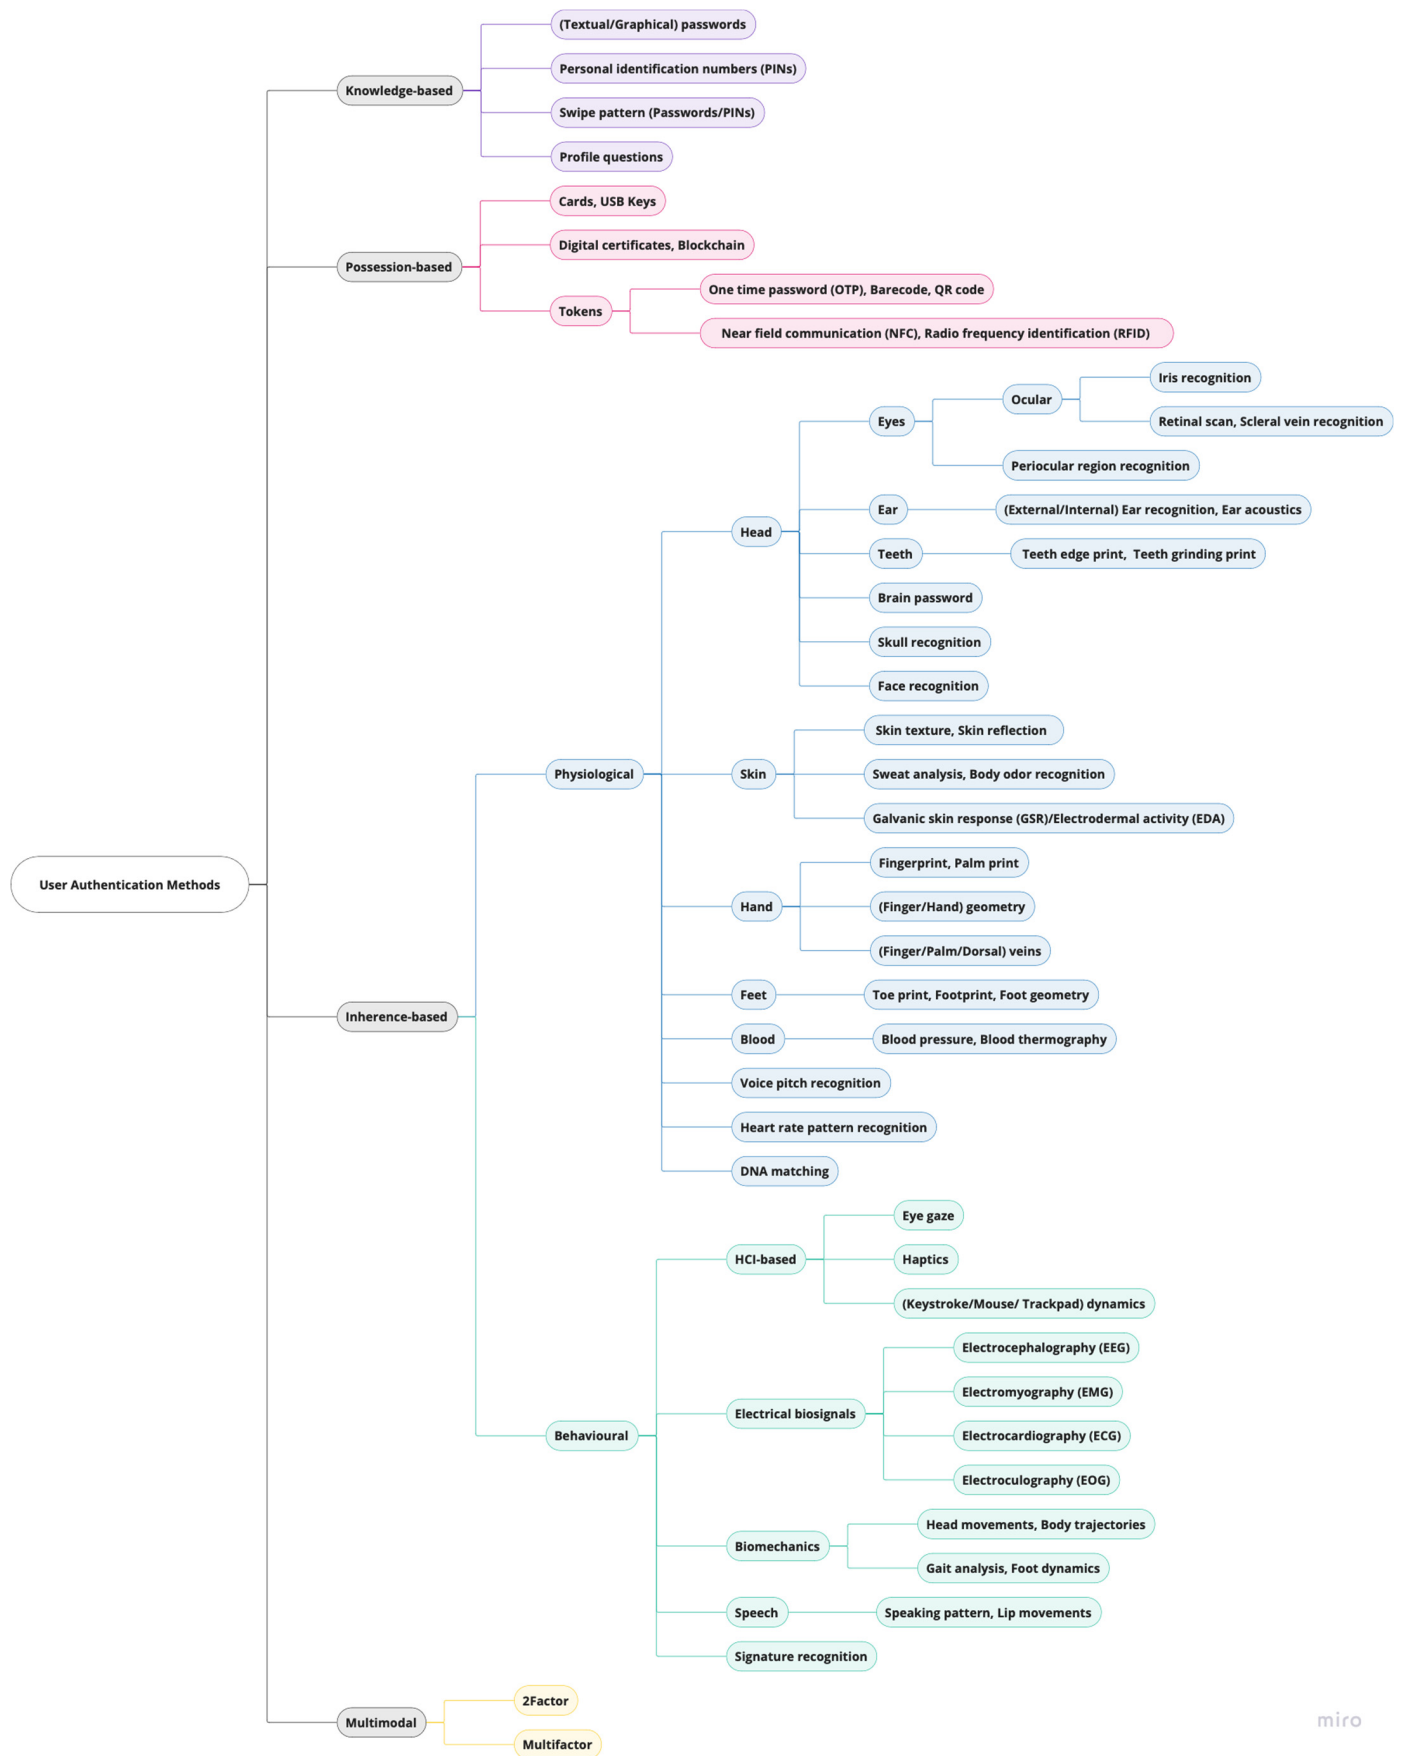 (Textual/Graphical) passwords
Personal identification numbers (PINs)
Knowledge-based
Swipe pattern (Passwords/PINs)
Profile questions
Cards, USB Keys
Digital certificates, Blockchain
Possession-based
One time password (OTP), Barecode, QR code
Tokens
Near field communication (NFC), Radio frequency identification (RFID)
Iris recognition
Ocular
Eyes
Retinal scan, Scleral vein recognition
Periocular region recognition
Ear
(External/Internal) Ear recognition, Ear acoustics
Head
Teeth
Teeth edge print, Teeth grinding print
Brain password
Skull recognition
Face recognition
Skin texture, Skin reflection
Physiological
Skin
Sweat analysis, Body odor recognition
Galvanic skin response (GSR)/Electrodermal activity (EDA)
Fingerprint, Palm print
User Authentication Methods
Hand
(Finger/Hand) geometry
(Finger/Palm/Dorsal) veins
Feet
Toe print, Footprint, Foot geometry
Inherence-based
Blood
Blood pressure, Blood thermography
Voice pitch recognition
Heart rate pattern recognition
DNA matching
Eye gaze
HCI-based
Haptics
(Keystroke/Mouse/ Trackpad) dynamics
Electrocephalography (EEG)
Electromyography (EMG)
Electrical biosignals
Behavioural
Electrocardiography (ECG)
Electroculography (EOG)
Head movements, Body trajectories
Biomechanics
Gait analysis, Foot dynamics
Speech
Speaking pattern, Lip movements
Signature recognition
2Factor
Multimodal
Multifactor
miro